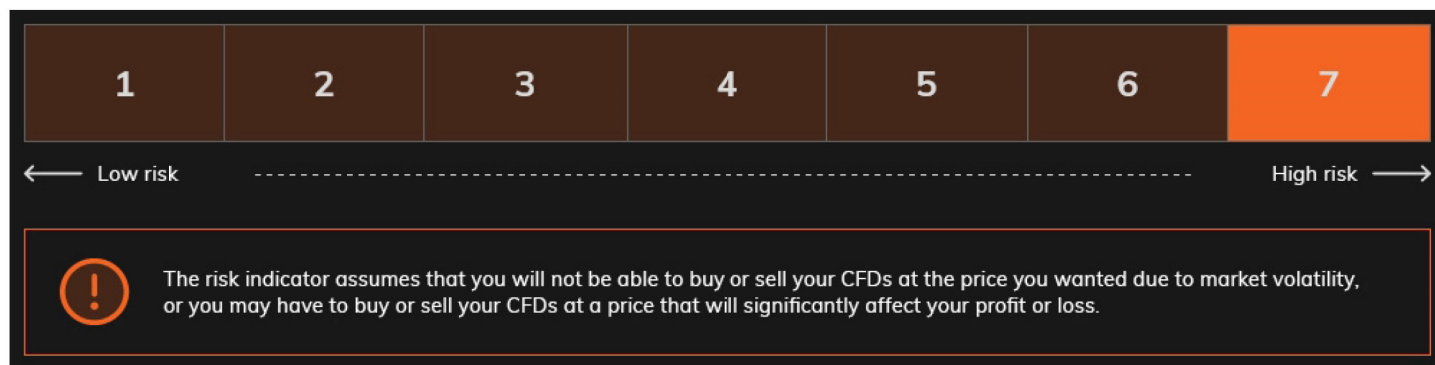 1 2 3 4 5 6 7
Low risk High risk
The risk indicator assumes that you will not be able to buy or sell your CFDs at the price you wanted due to market volatility,
or you may have to buy or sell your CFDs at a price that will significantly affect your profit or loss.